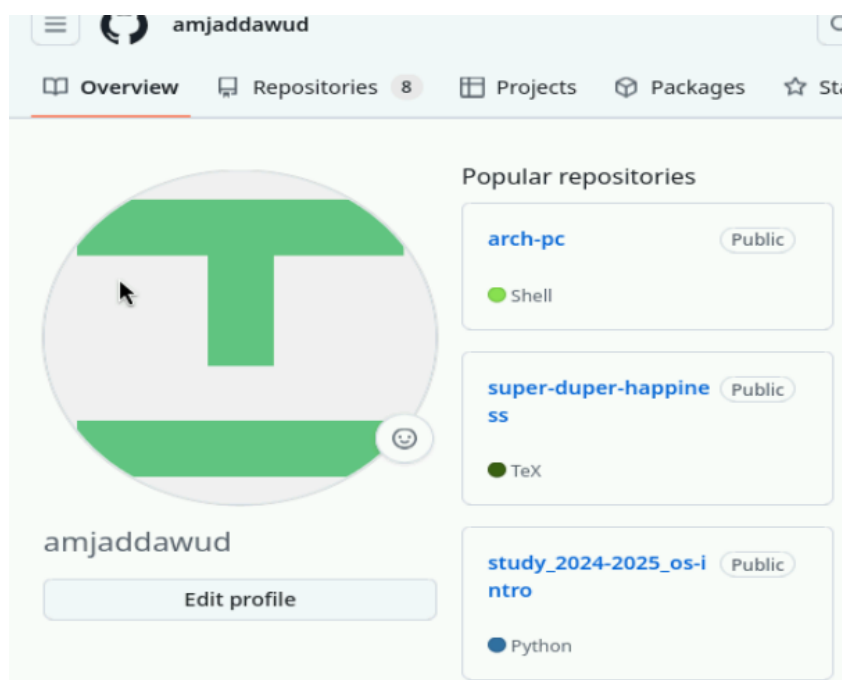 amjaddawud
Overview Repositories 8 Projects Packages
Popular repositories
arch-pc Public
Shell
super-duper-happine Public
ss
TeX
study_2024-2025_os-i Public
ntro
Python
amjaddawud
Edit profile